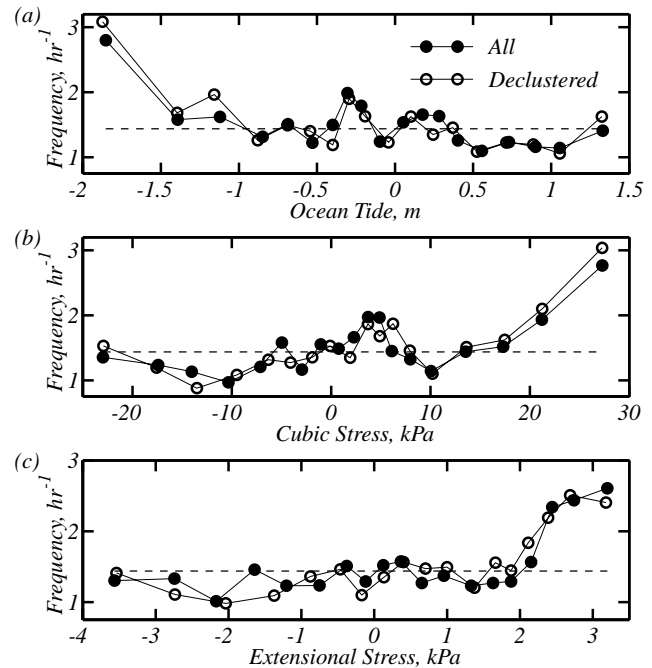 (a)
3
2
1
Frequency, hr-1
All
Declustered
-2 -1.5 -1 -0.5 0 0.5 1 1.5
Ocean Tide, m
(b)
3
2
1
Frequency, hr-1
-20 -10 0 10 20 30
Cubic Stress, kPa
(c)
3
2
1
Frequency, hr-1
-4 -3 -2 -1 0 1 2 3 4
Extensional Stress, kPa